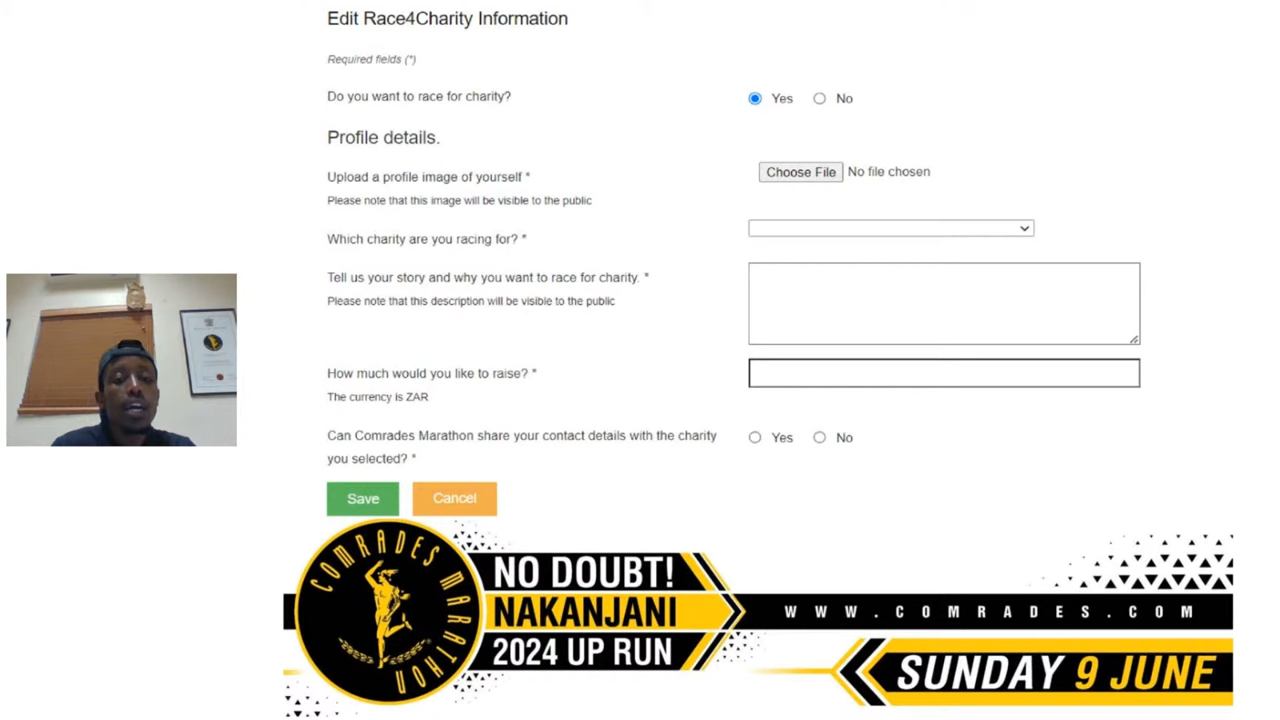 Edit Race4Charity Information
Required fields (*)
Do you want to race for charity?
Yes No
Profile details.
Upload a profile image of yourself *
Choose File No file chosen
Please note that this image will be visible to the public
Which charity are you racing for? *
Tell us your story and why you want to race for charity. *
Please note that this description will be visible to the public
How much would you like to raise? *
The currency is ZAR
Can Comrades Marathon share your contact details with the charity
you selected? *
Yes No
Save Cancel
COMRADES MARATHON
NO DOUBT!
NAKANJANI
2024 UP RUN
WWW.COMRADES.COM
SUNDAY 9 JUNE